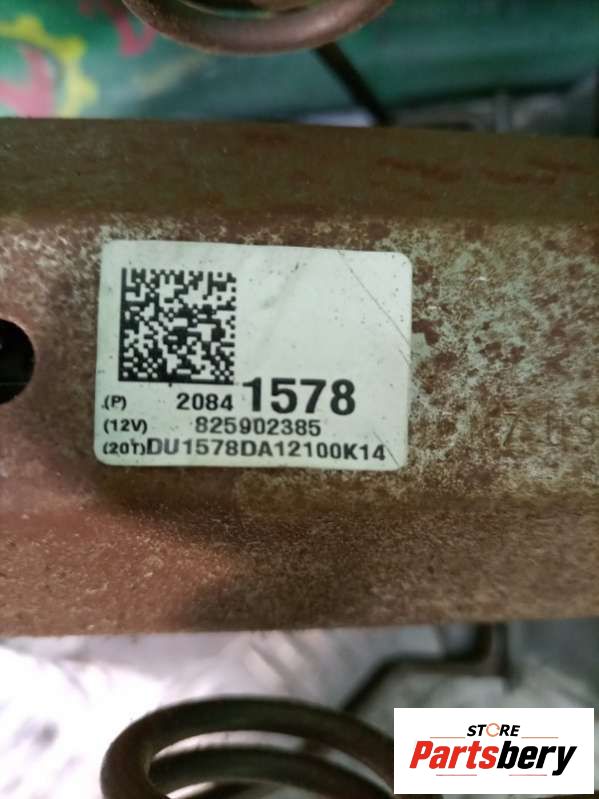 (P) 2084 1578
(12V) 825902385
(20T) DU1578DA12100K14
STORE
Partsbery